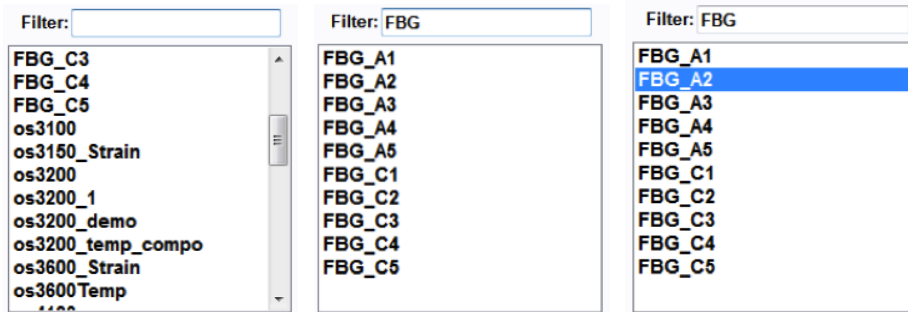 Filter:
FBG_C3
FBG_C4
FBG_C5
os3100
os3150_Strain
os3200
os3200_1
os3200_demo
os3200_temp_compo
os3600_Strain
os3600Temp
Filter: FBG
FBG_A1
FBG_A2
FBG_A3
FBG_A4
FBG_A5
FBG_C1
FBG_C2
FBG_C3
FBG_C4
FBG_C5
Filter: FBG
FBG_A1
FBG_A2
FBG_A3
FBG_A4
FBG_A5
FBG_C1
FBG_C2
FBG_C3
FBG_C4
FBG_C5